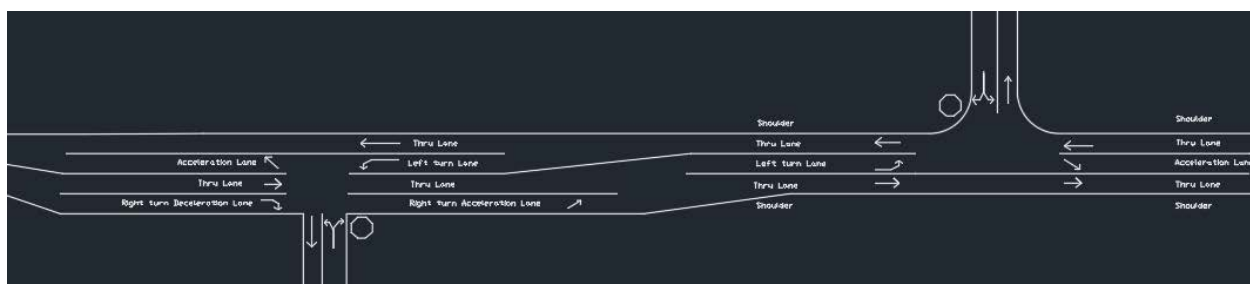 Shoulder
Shoulder
Thru Lane
Thru Lane
Thru Lane
Acceleration Lane
Left turn Lane
Left turn Lane
Acceleration Lan
Thru Lane
Thru Lane
Thru Lane
Thru Lane
Right turn Deceleration Lane
Right turn Acceleration Lane
Shoulder
Shoulder